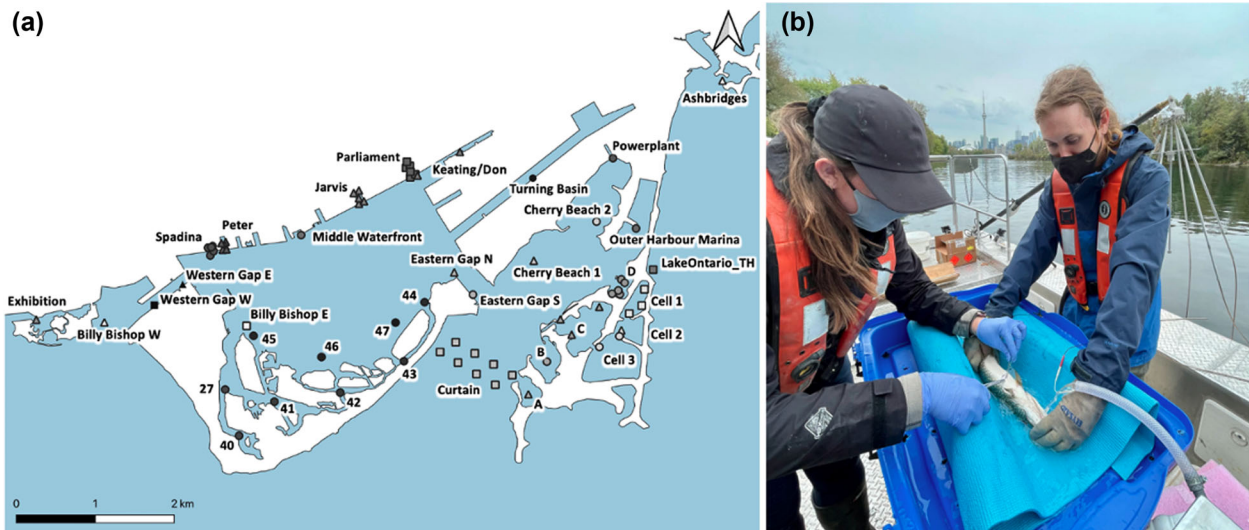 (a)
(b)
Ashbridges
Parliament
Keating/Don
Powerplant
Jarvis
Turning Basin
Cherry Beach 2
Spadina
Peter
Middle Waterfront
Outer Harbour Marina
Eastern Gap N
Western Gap E
Cherry Beach 1
D
LakeOntario_TH
Exhibition
Western Gap W
44
Eastern Gap S
Cell 1
Billy Bishop W
Billy Bishop E
47
C
Cell 2
45
46
B
Cell 3
43
Curtain
27
42
41
A
40
0
1
2 km